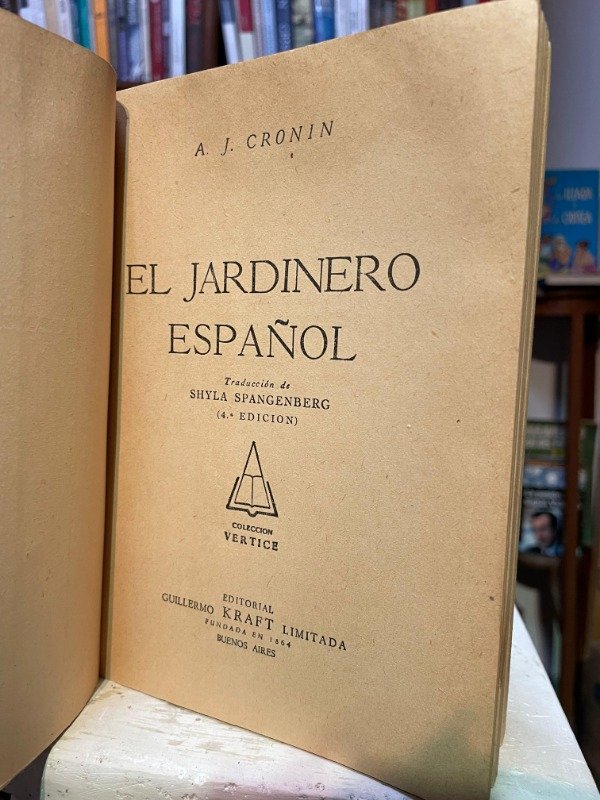 A. J. CRONIN
EL JARDINERO
ESPAÑOL
Traducción de
SHYLA SPANGENBERG
(4.ª EDICION)
COLECCION
VERTICE
EDITORIAL
GUILLERMO KRAFT LIMITADA
FUNDADA EN 1864
BUENOS AIRES